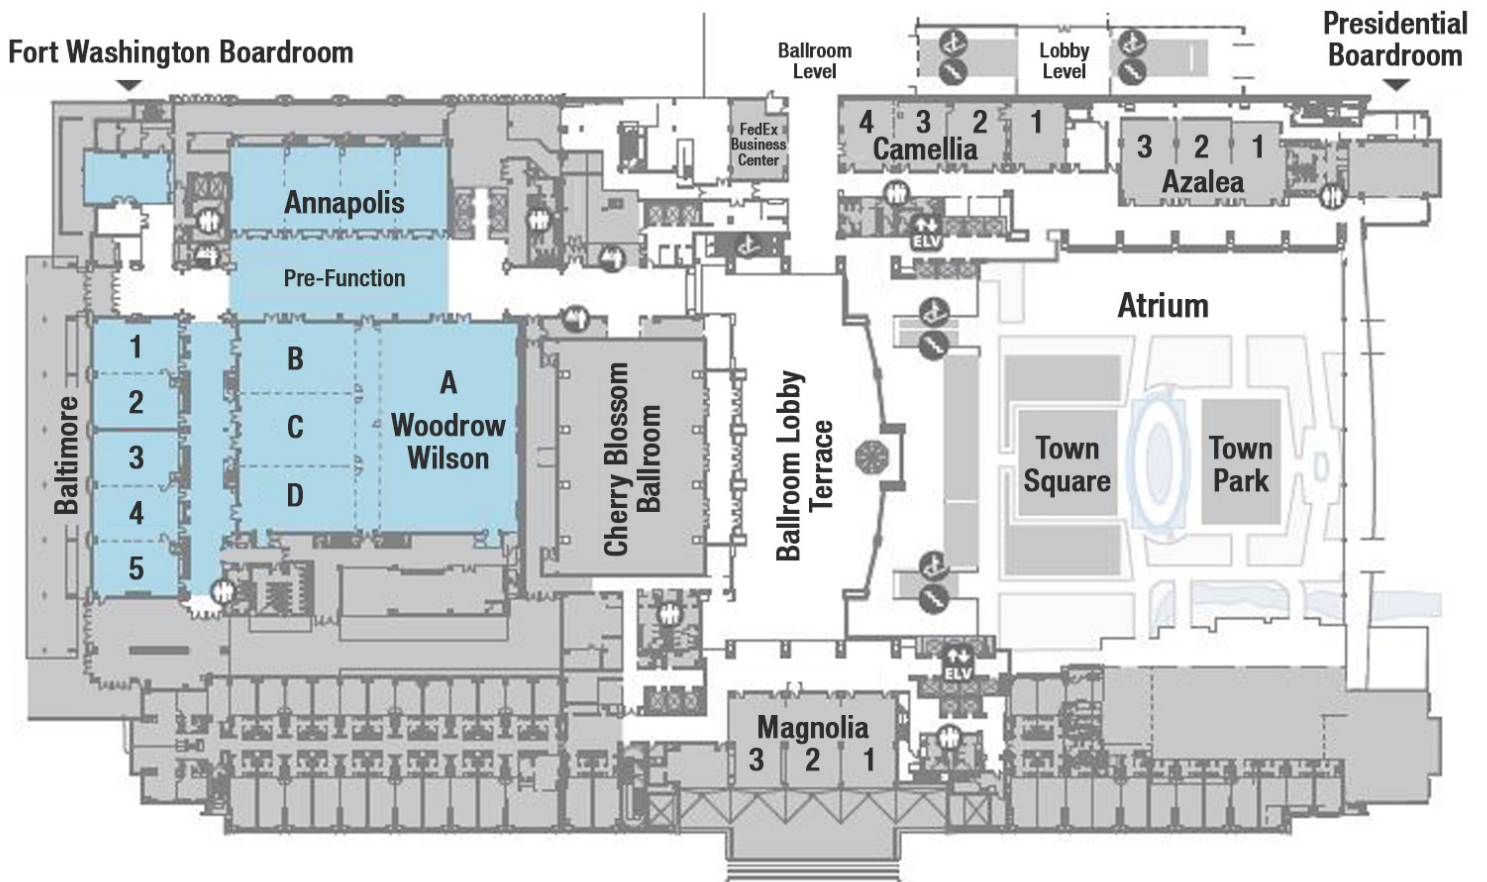 Fort Washington Boardroom
Ballroom
Level
Lobby
Level
Presidential
Boardroom
FedEx
Business
Center
4 3 2 1
Camellia
3 2 1
Azalea
Annapolis
Pre-Function
ELV
Atrium
Baltimore
1
2
3
4
5
B
C
D
A
Woodrow
Wilson
Cherry Blossom
Ballroom
Ballroom Lobby
Terrace
Town
Square
Town
Park
ELV
Magnolia
3 2 1